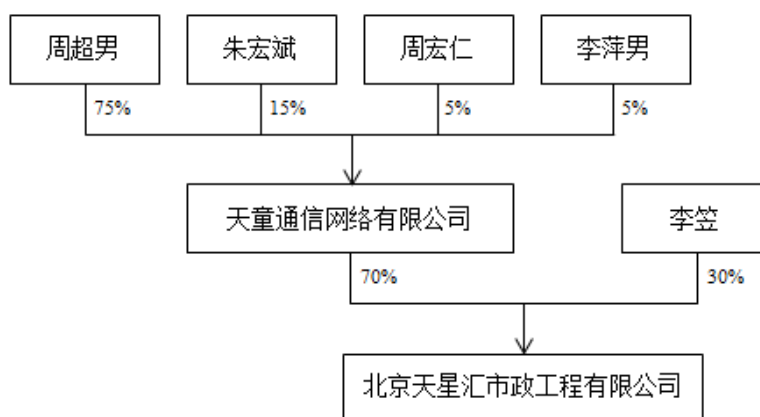 周超男
朱宏斌
周宏仁
李萍男
75%
15%
5%
5%
天童通信网络有限公司
李笠
70%
30%
北京天星汇市政工程有限公司